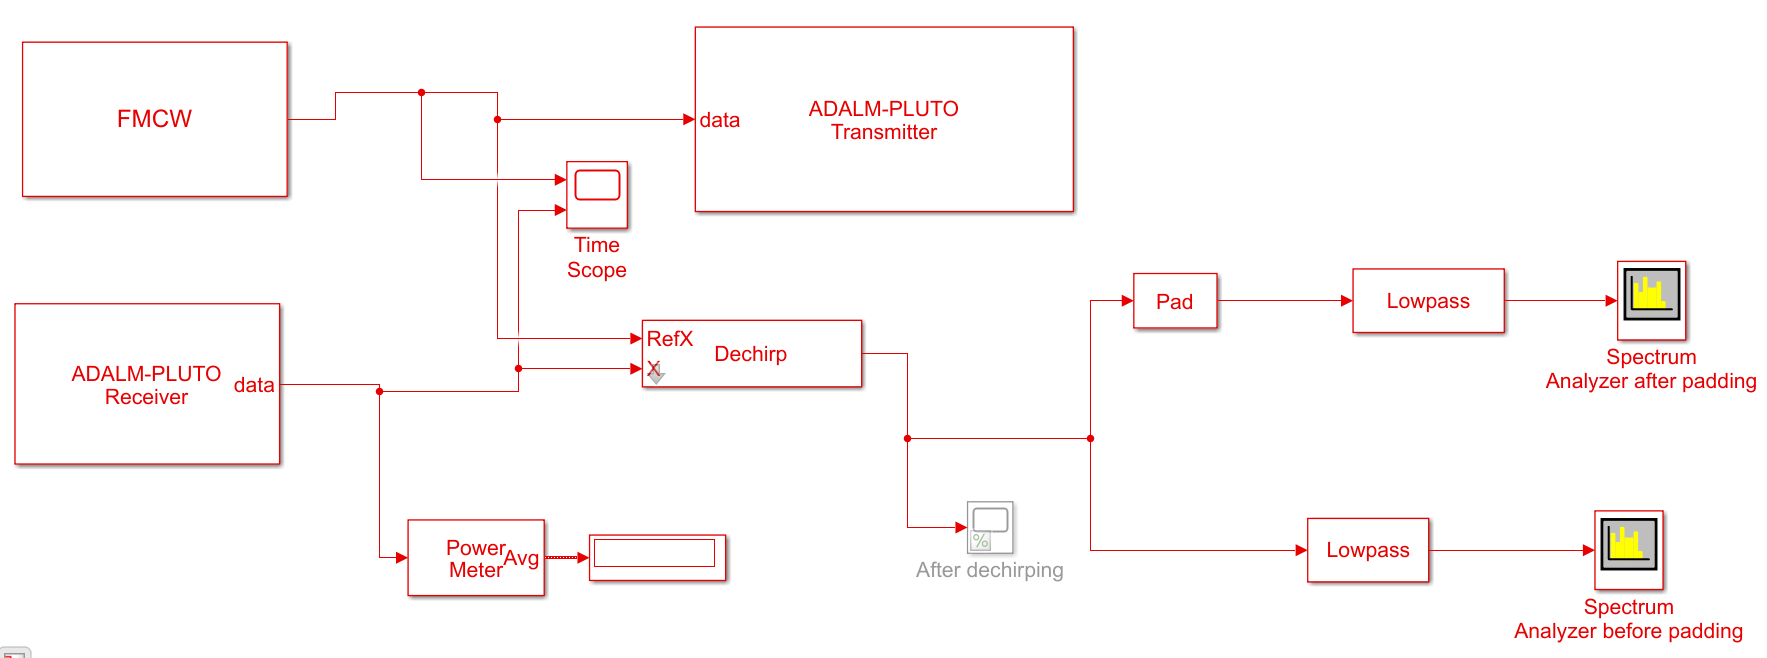 FMCW
data
ADALM-PLUTO
Transmitter
Time
Scope
ADALM-PLUTO
Receiver
data
RefX
X
Dechirp
Pad
Lowpass
Spectrum
Analyzer after padding
Power
Meter
Avg
%
After dechirping
Lowpass
Spectrum
Analyzer before padding